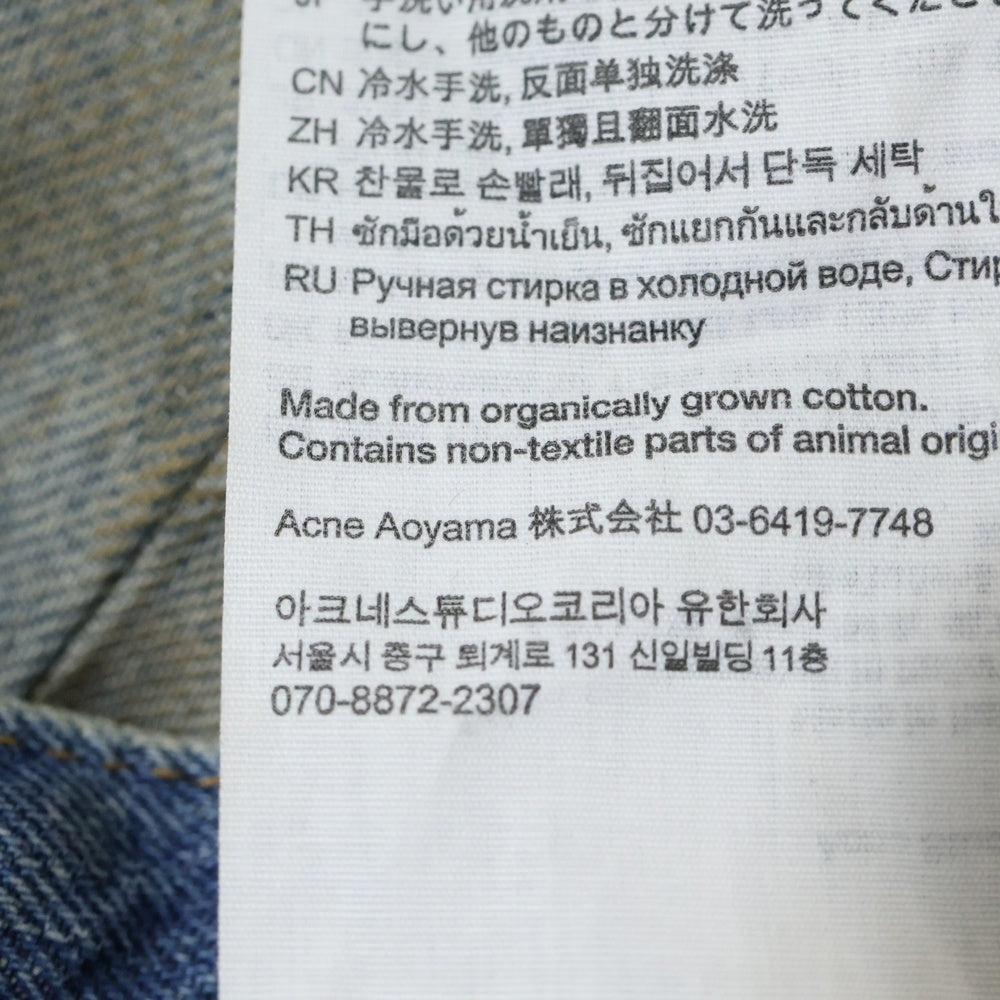 にし、他のものと分けて洗ってくださ
CN 冷水手洗, 反面单独洗涤
ZH 冷水手洗, 單獨且翻面水洗
KR 찬물로 손빨래, 뒤집어서 단독 세탁
TH ซักมือด้วยน้ำเย็น, ซักแยกกันและกลับด้านใ
RU Ручная стирка в холодной воде, Стир
вывернув наизнанку
Made from organically grown cotton.
Contains non-textile parts of animal origi
Acne Aoyama 株式会社 03-6419-7748
아크네스튜디오코리아 유한회사
서울시 중구 퇴계로 131 신일빌딩 11층
070-8872-2307